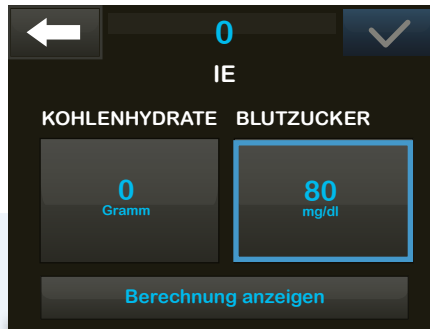 0
IE
KOHLENHYDRATE BLUTZUCKER
0 80
Gramm mg/dl
Berechnung anzeigen